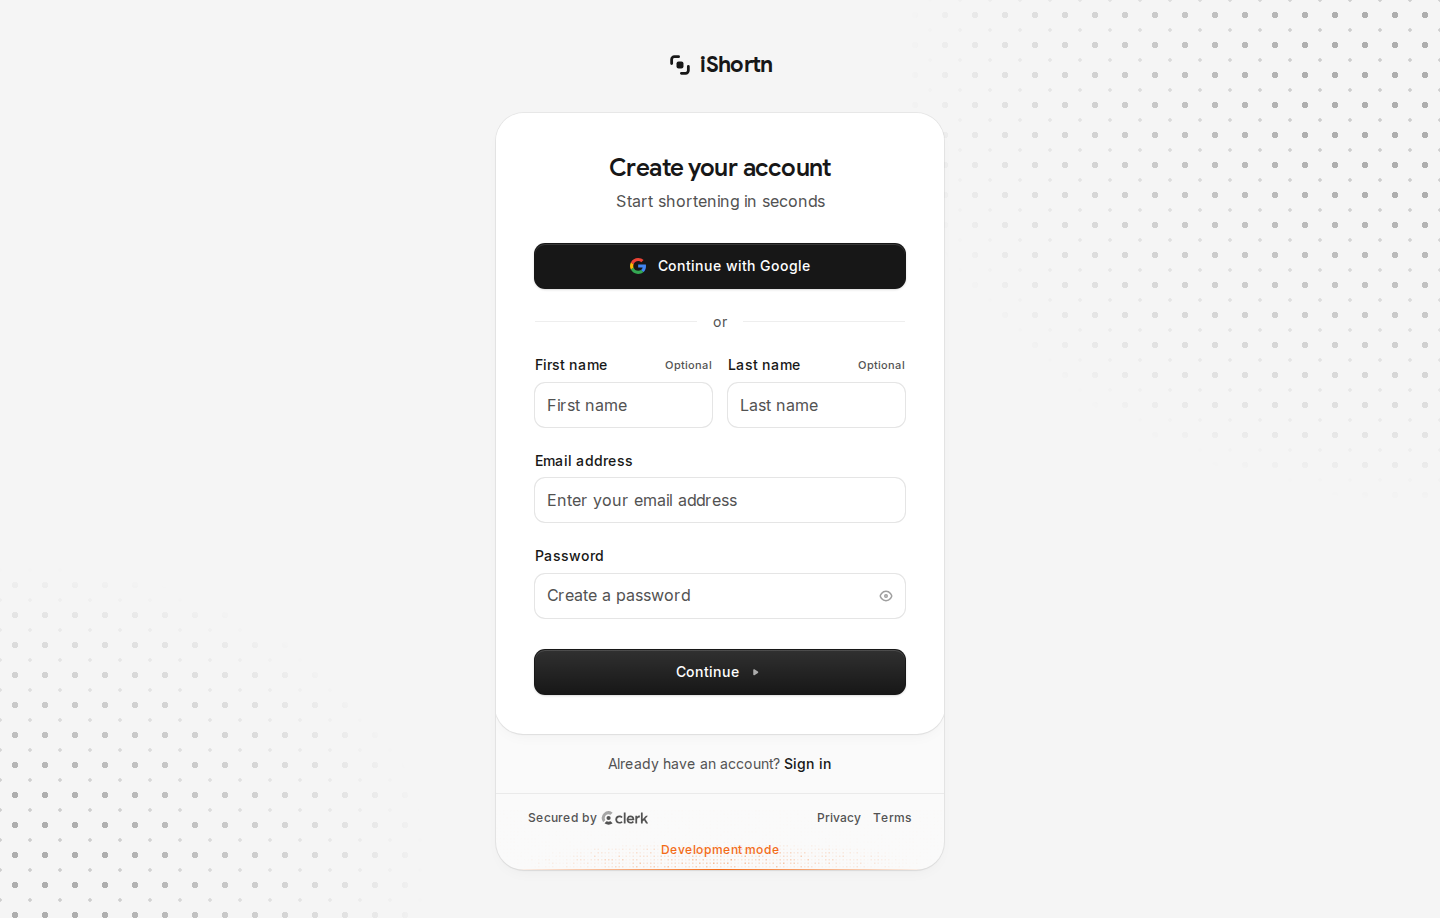 iShortn
Create your account
Start shortening in seconds
Continue with Google
or
First name Optional Last name Optional
First name Last name
Email address
Enter your email address
Password
Create a password
Continue
Already have an account? Sign in
Secured by clerk Privacy Terms
Development mode